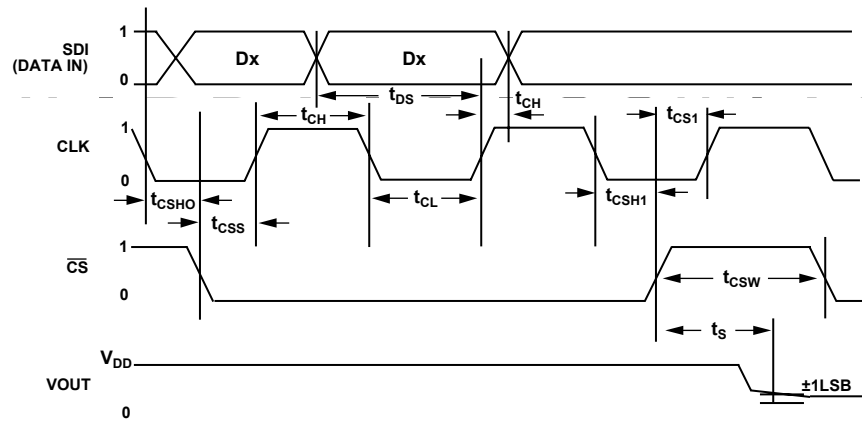 SDI
(DATA IN)
1
0
Dx
Dx
tDS
tCH
tCH
tCS1
CLK
1
0
tCSHO
tCSS
tCL
tCSH1
CS
1
0
tCSW
tS
VDD
VOUT
0
±1LSB